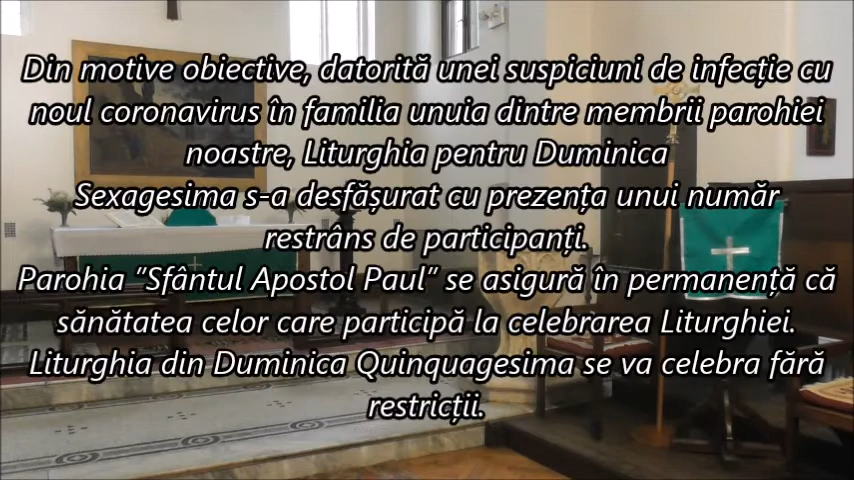 Din motive obiective, datorită unei suspiciuni de infecție cu
noul coronavirus în familia unuia dintre membrii parohiei
noastre, Liturghia pentru Duminica
Sexagesima s-a desfășurat cu prezența unui număr
restrâns de participanți.
Parohia ”Sfântul Apostol Paul” se asigură în permanență că
sănătatea celor care participă la celebrarea Liturghiei.
Liturghia din Duminica Quinquagesima se va celebra fără
restricții.